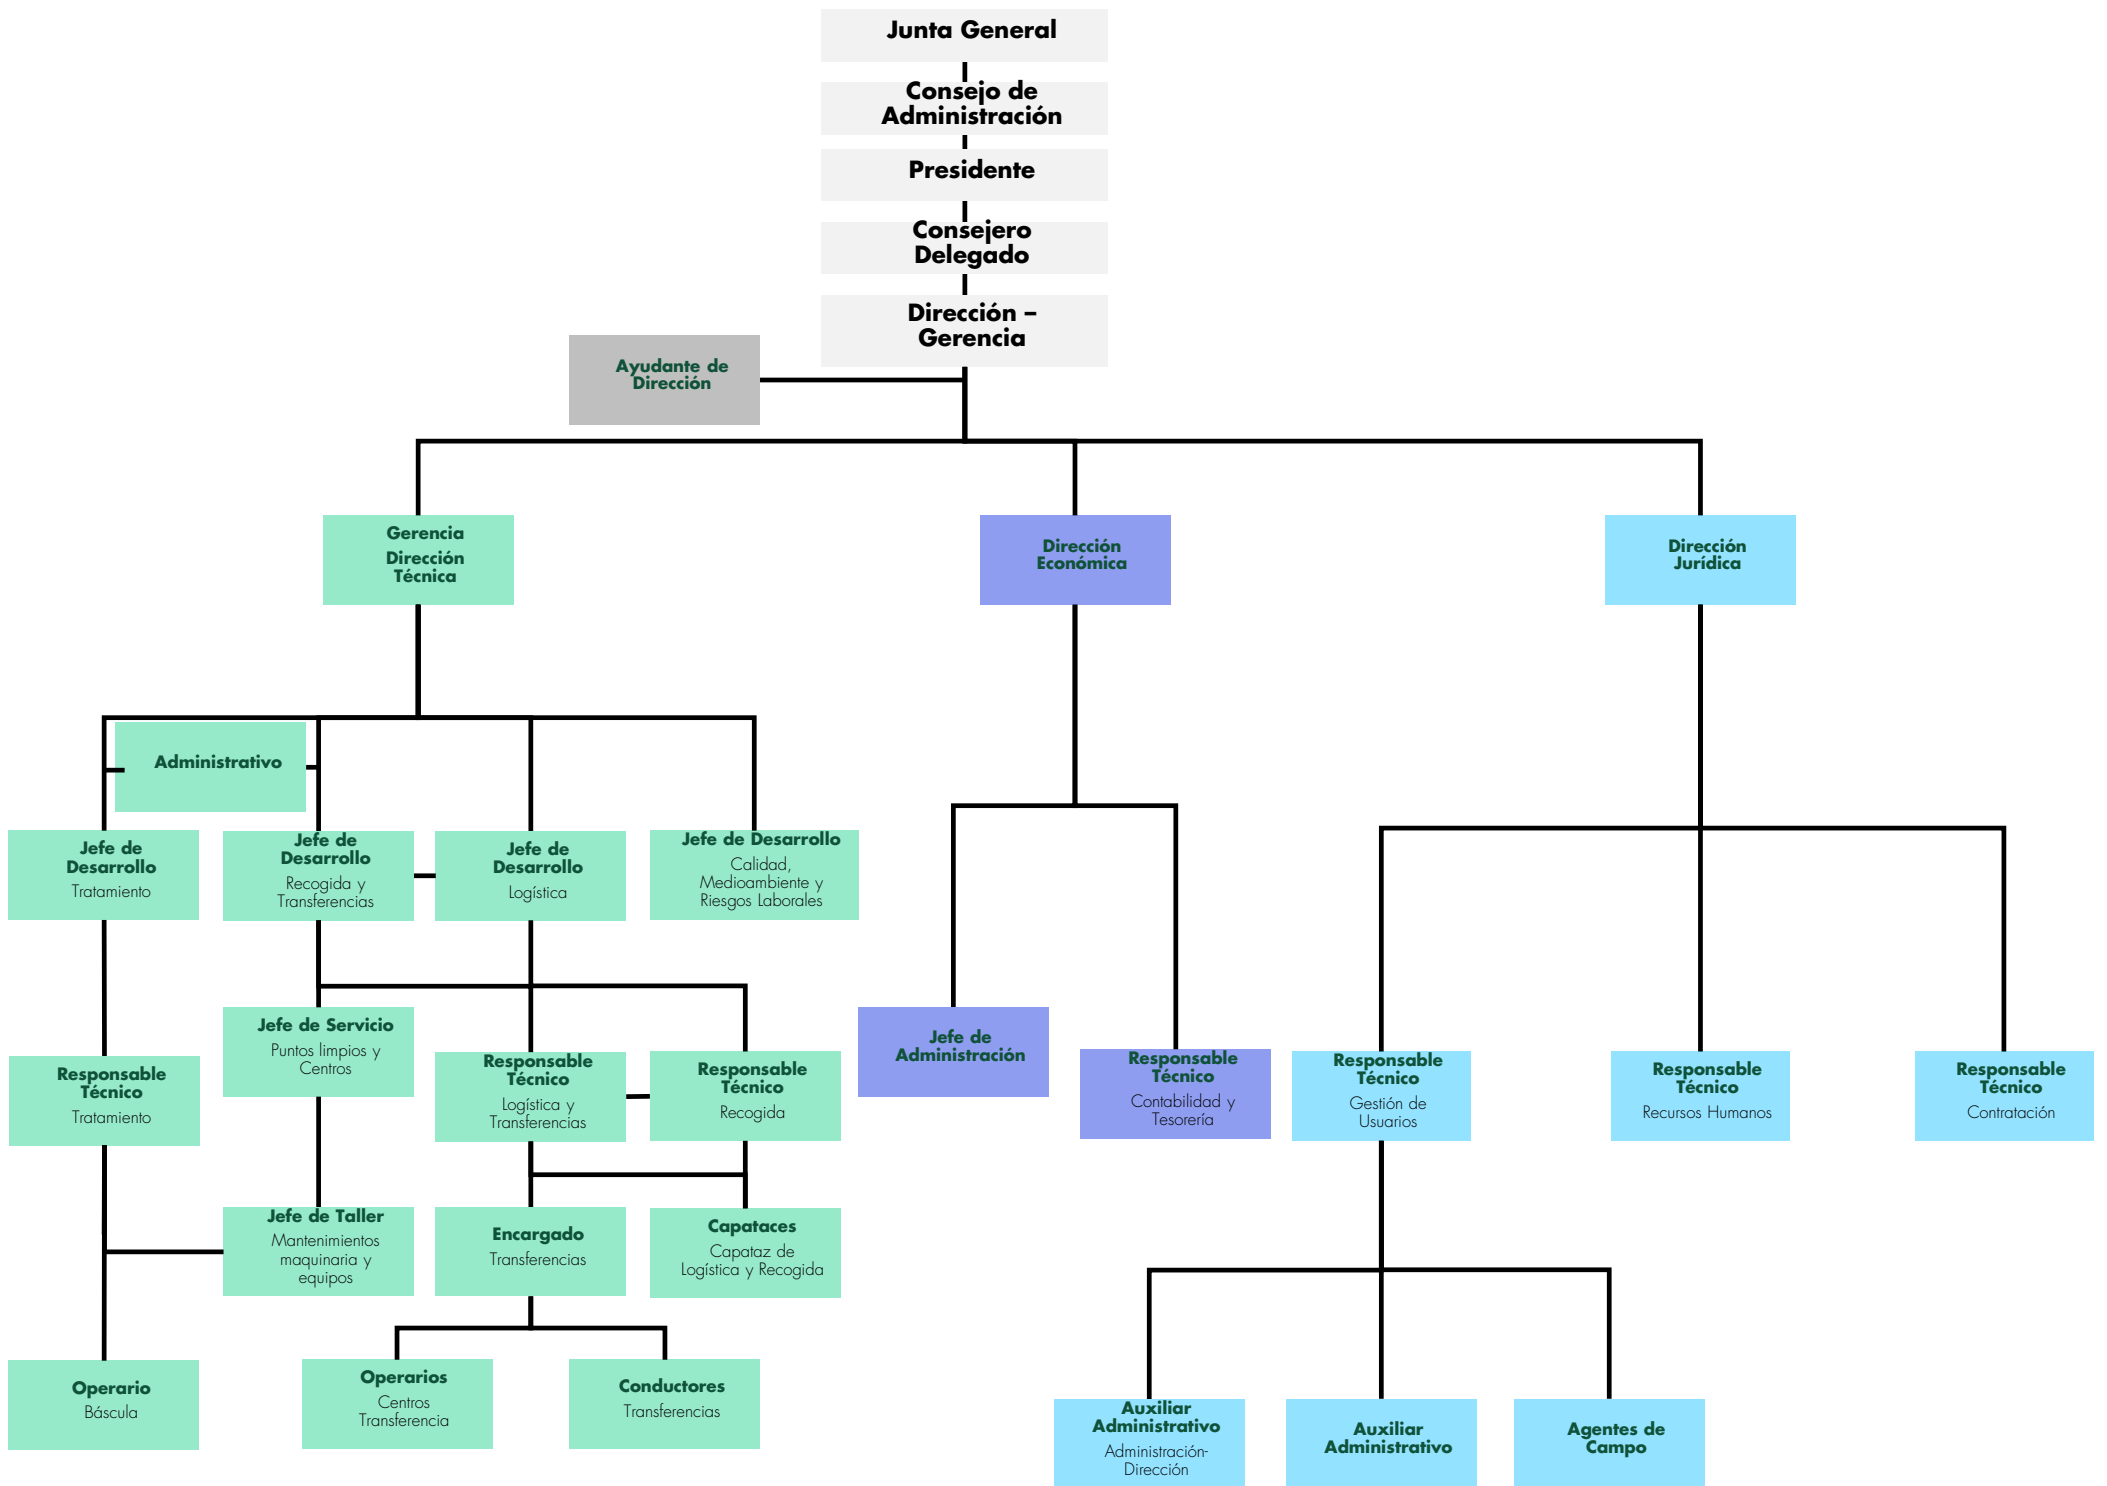 Junta General
Consejo de
Administración
Presidente
Consejero
Delegado
Dirección –
Gerencia
Ayudante de
Dirección
Gerencia
Dirección
Técnica
Dirección
Económica
Dirección
Jurídica
Administrativo
Jefe de
Desarrollo
Tratamiento
Jefe de
Desarrollo
Recogida y
Transferencias
Jefe de
Desarrollo
Logística
Jefe de Desarrollo
Calidad,
Medioambiente y
Riesgos Laborales
Jefe de Servicio
Puntos limpios y
Centros
Jefe de
Administración
Responsable
Técnico
Tratamiento
Responsable
Técnico
Logística y
Transferencias
Responsable
Técnico
Recogida
Responsable
Técnico
Contabilidad y
Tesorería
Responsable
Técnico
Gestión de
Usuarios
Responsable
Técnico
Recursos Humanos
Responsable
Técnico
Contratación
Jefe de Taller
Mantenimientos
maquinaria y
equipos
Encargado
Transferencias
Capataces
Capataz de
Logística y Recogida
Operario
Báscula
Operarios
Centros
Transferencia
Conductores
Transferencias
Auxiliar
Administrativo
Administración-
Dirección
Auxiliar
Administrativo
Agentes de
Campo